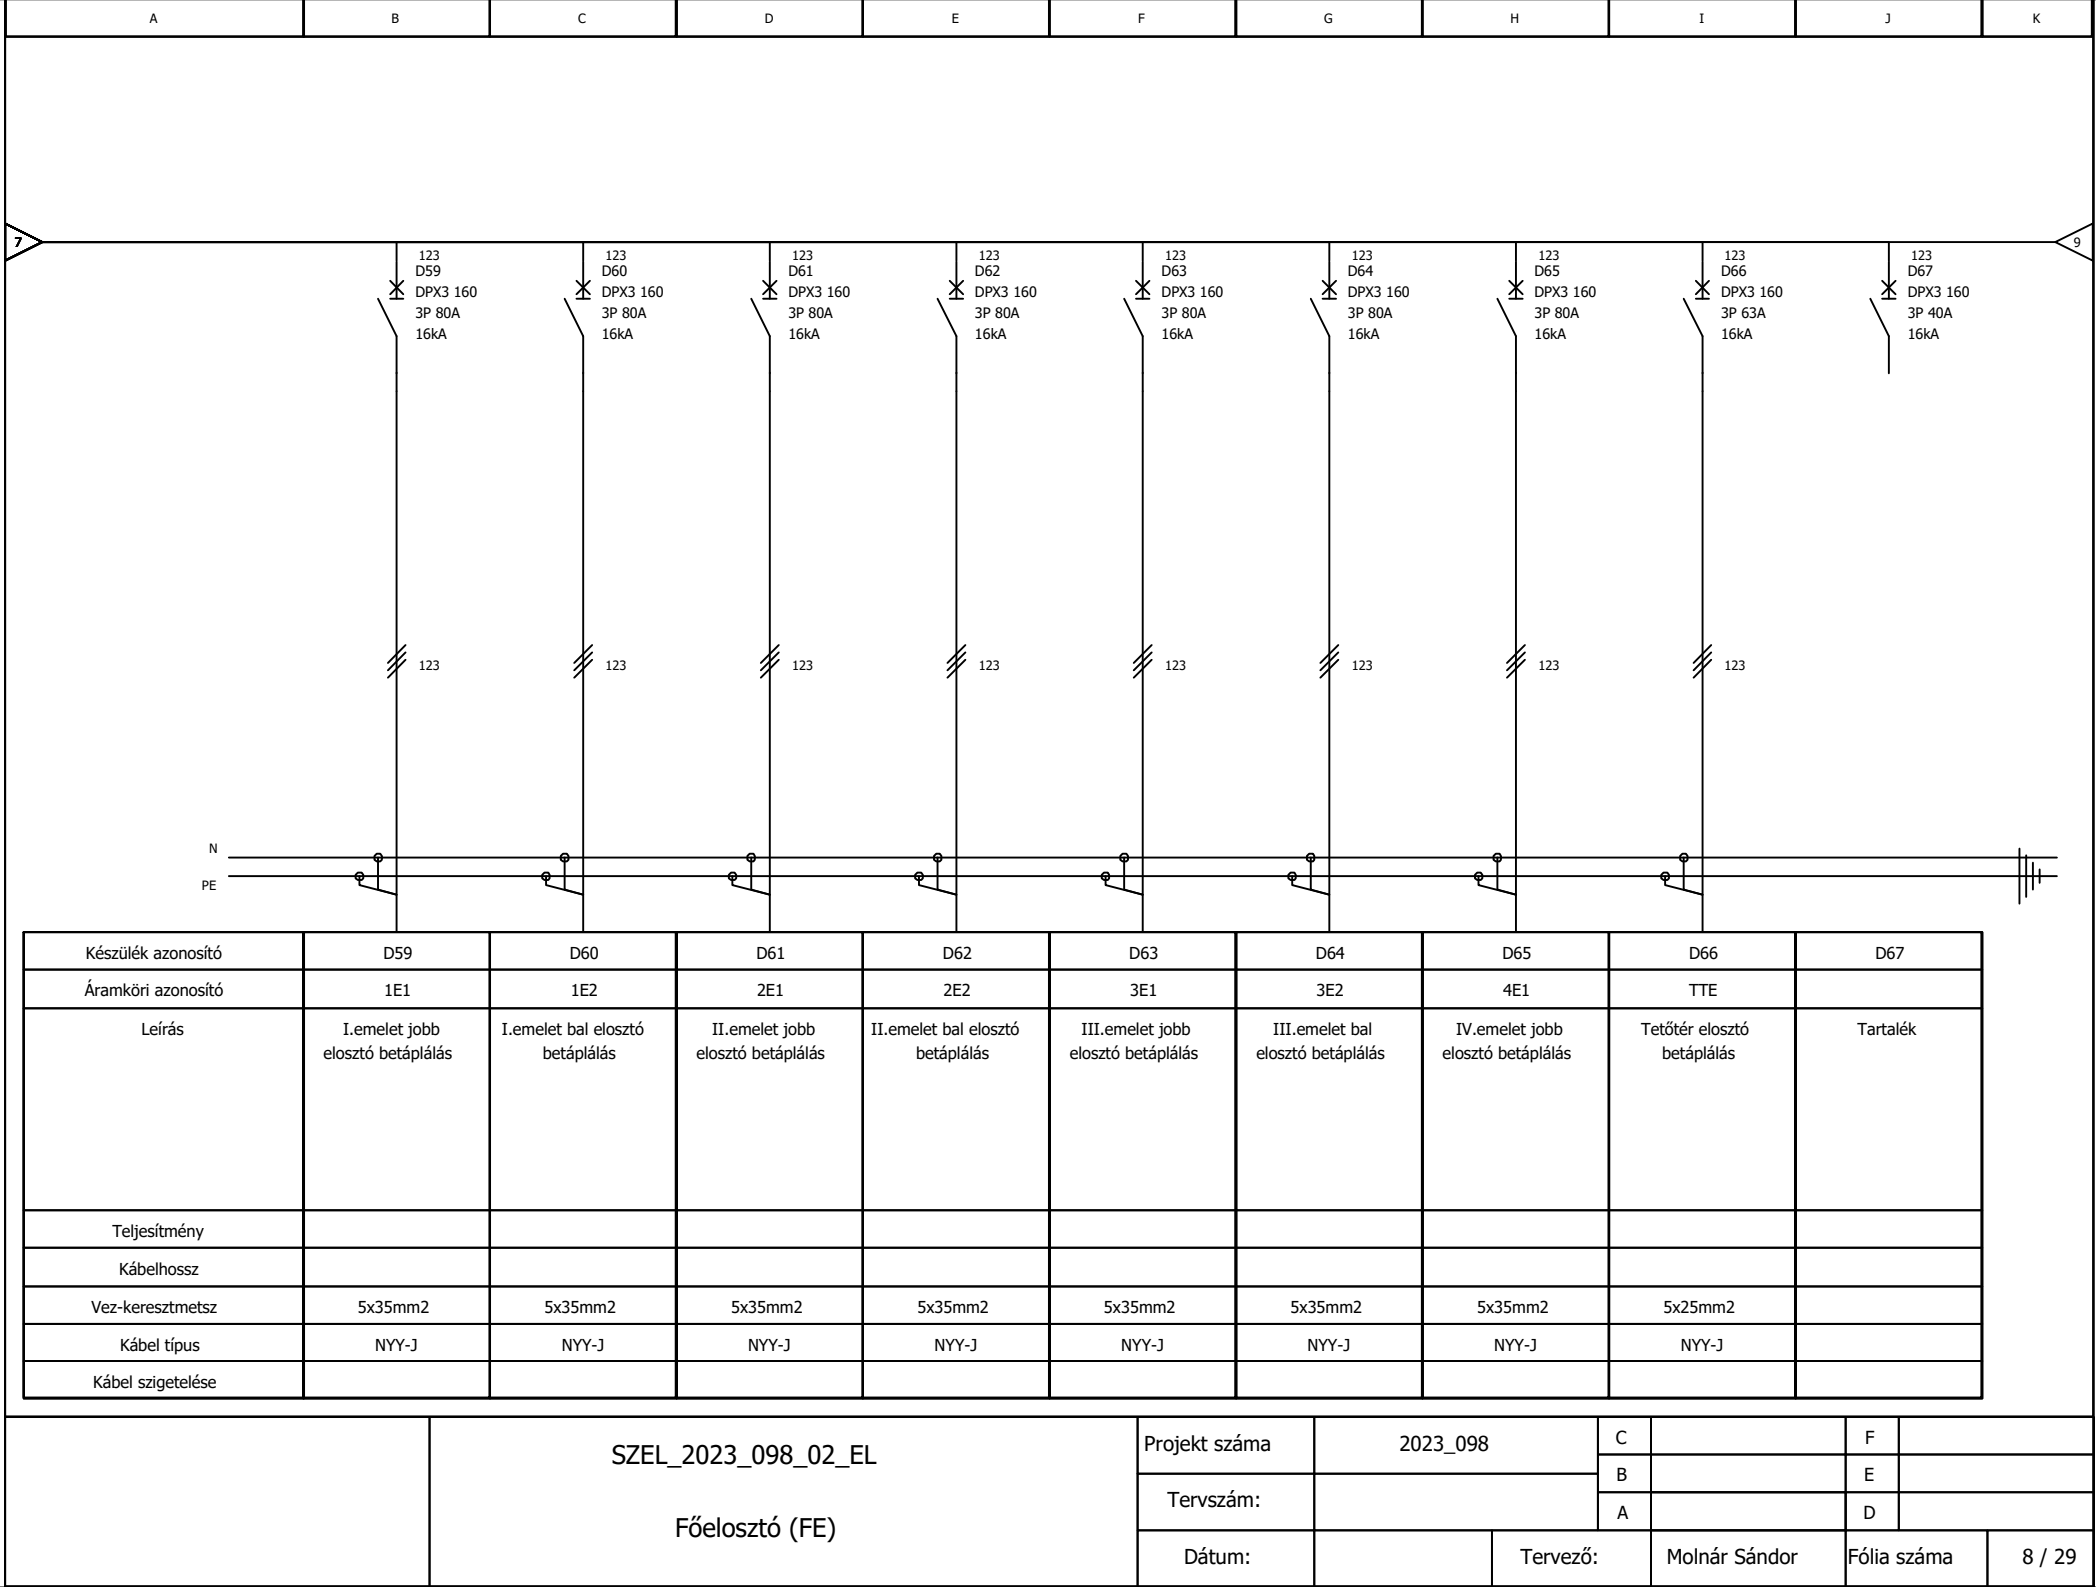 A B C D E F G H I J K
7
9
123 123 123 123 123 123 123 123 123
D59 D60 D61 D62 D63 D64 D65 D66 D67
DPX3 160 DPX3 160 DPX3 160 DPX3 160 DPX3 160 DPX3 160 DPX3 160 DPX3 160 DPX3 160
3P 80A 3P 80A 3P 80A 3P 80A 3P 80A 3P 80A 3P 80A 3P 63A 3P 40A
16kA 16kA 16kA 16kA 16kA 16kA 16kA 16kA 16kA
123 123 123 123 123 123 123 123
N
PE
Készülék azonosító D59 D60 D61 D62 D63 D64 D65 D66 D67
Áramköri azonosító 1E1 1E2 2E1 2E2 3E1 3E2 4E1 TTE
Leírás I.emelet jobb I.emelet bal elosztó II.emelet jobb II.emelet bal elosztó III.emelet jobb III.emelet bal IV.emelet jobb Tetőtér elosztó Tartalék
elosztó betáplálás betáplálás elosztó betáplálás betáplálás elosztó betáplálás elosztó betáplálás elosztó betáplálás betáplálás
Teljesítmény
Kábelhossz
Vez-keresztmetsz 5x35mm2 5x35mm2 5x35mm2 5x35mm2 5x35mm2 5x35mm2 5x35mm2 5x25mm2
Kábel típus NYY-J NYY-J NYY-J NYY-J NYY-J NYY-J NYY-J NYY-J
Kábel szigetelése
SZEL_2023_098_02_EL
Főelosztó (FE)
Projekt száma 2023_098 C F
B E
Tervszám:
A D
Dátum: Tervező: Molnár Sándor Fólia száma 8 / 29